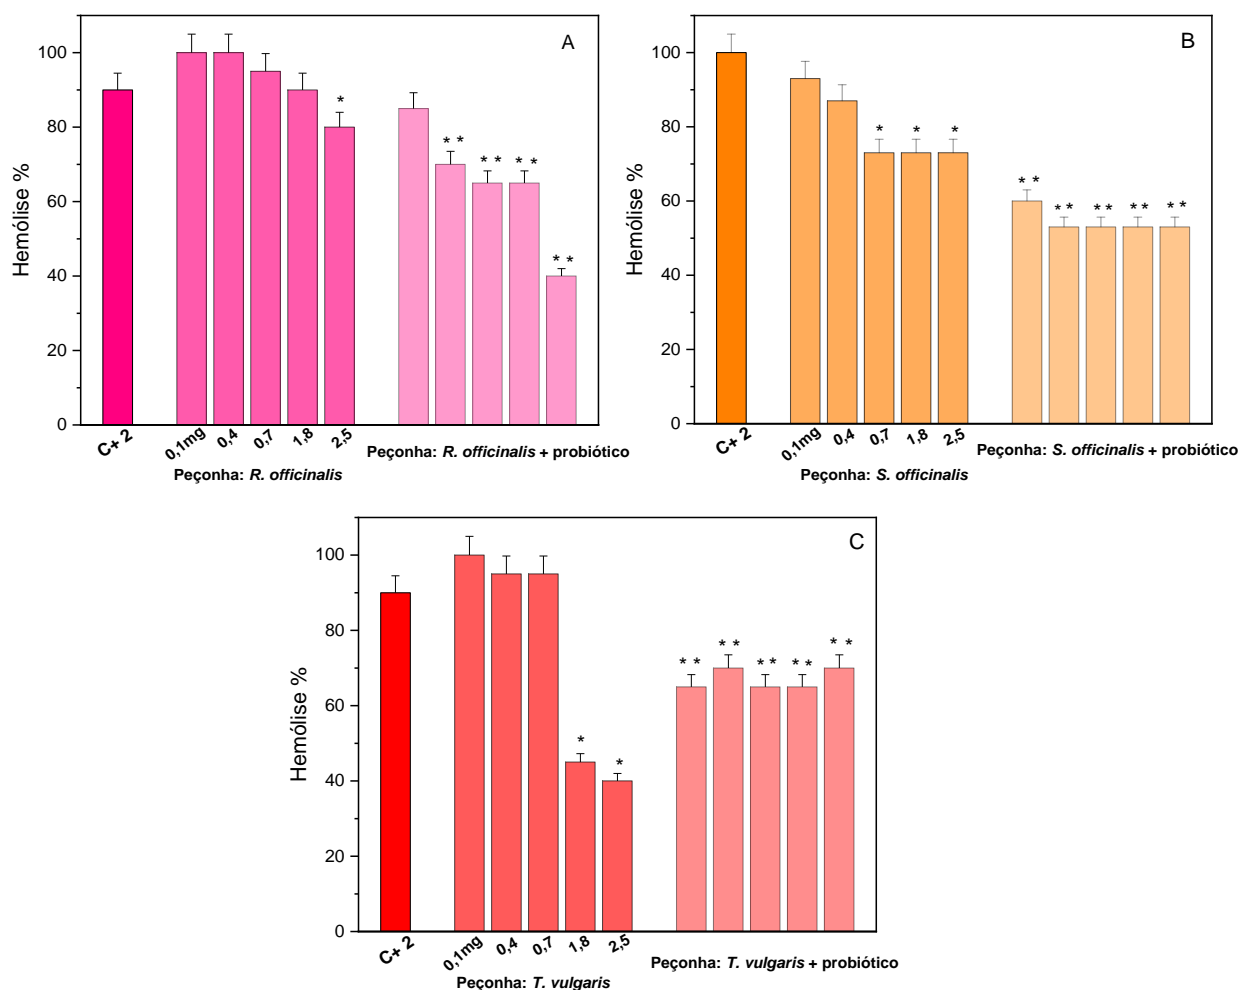 A
Hemólise %
100
80
60
40
20
0
* 
* *
* *
* *
* *
C+ 2
0,1mg
0,4
0,7
1,8
2,5
Peçonha: R. officinalis
Peçonha: R. officinalis + probiótico
B
Hemólise %
100
80
60
40
20
0
*
*
*
* *
* *
* *
* *
* *
C+ 2
0,1mg
0,4
0,7
1,8
2,5
Peçonha: S. officinalis
Peçonha: S. officinalis + probiótico
C
Hemólise %
100
80
60
40
20
0
*
*
* *
* *
* *
* *
* *
C+ 2
0,1mg
0,4
0,7
1,8
2,5
Peçonha: T. vulgaris
Peçonha: T. vulgaris + probiótico